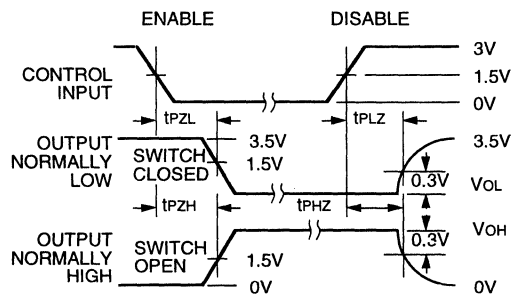 ENABLE DISABLE
3V
CONTROL INPUT
1.5V
0V
tPZL tPLZ
OUTPUT NORMALLY LOW
3.5V 3.5V
SWITCH CLOSED
1.5V
0.3V
VOL
tPZH tPHZ
VOH
0.3V
OUTPUT NORMALLY HIGH
SWITCH OPEN
1.5V
0V 0V